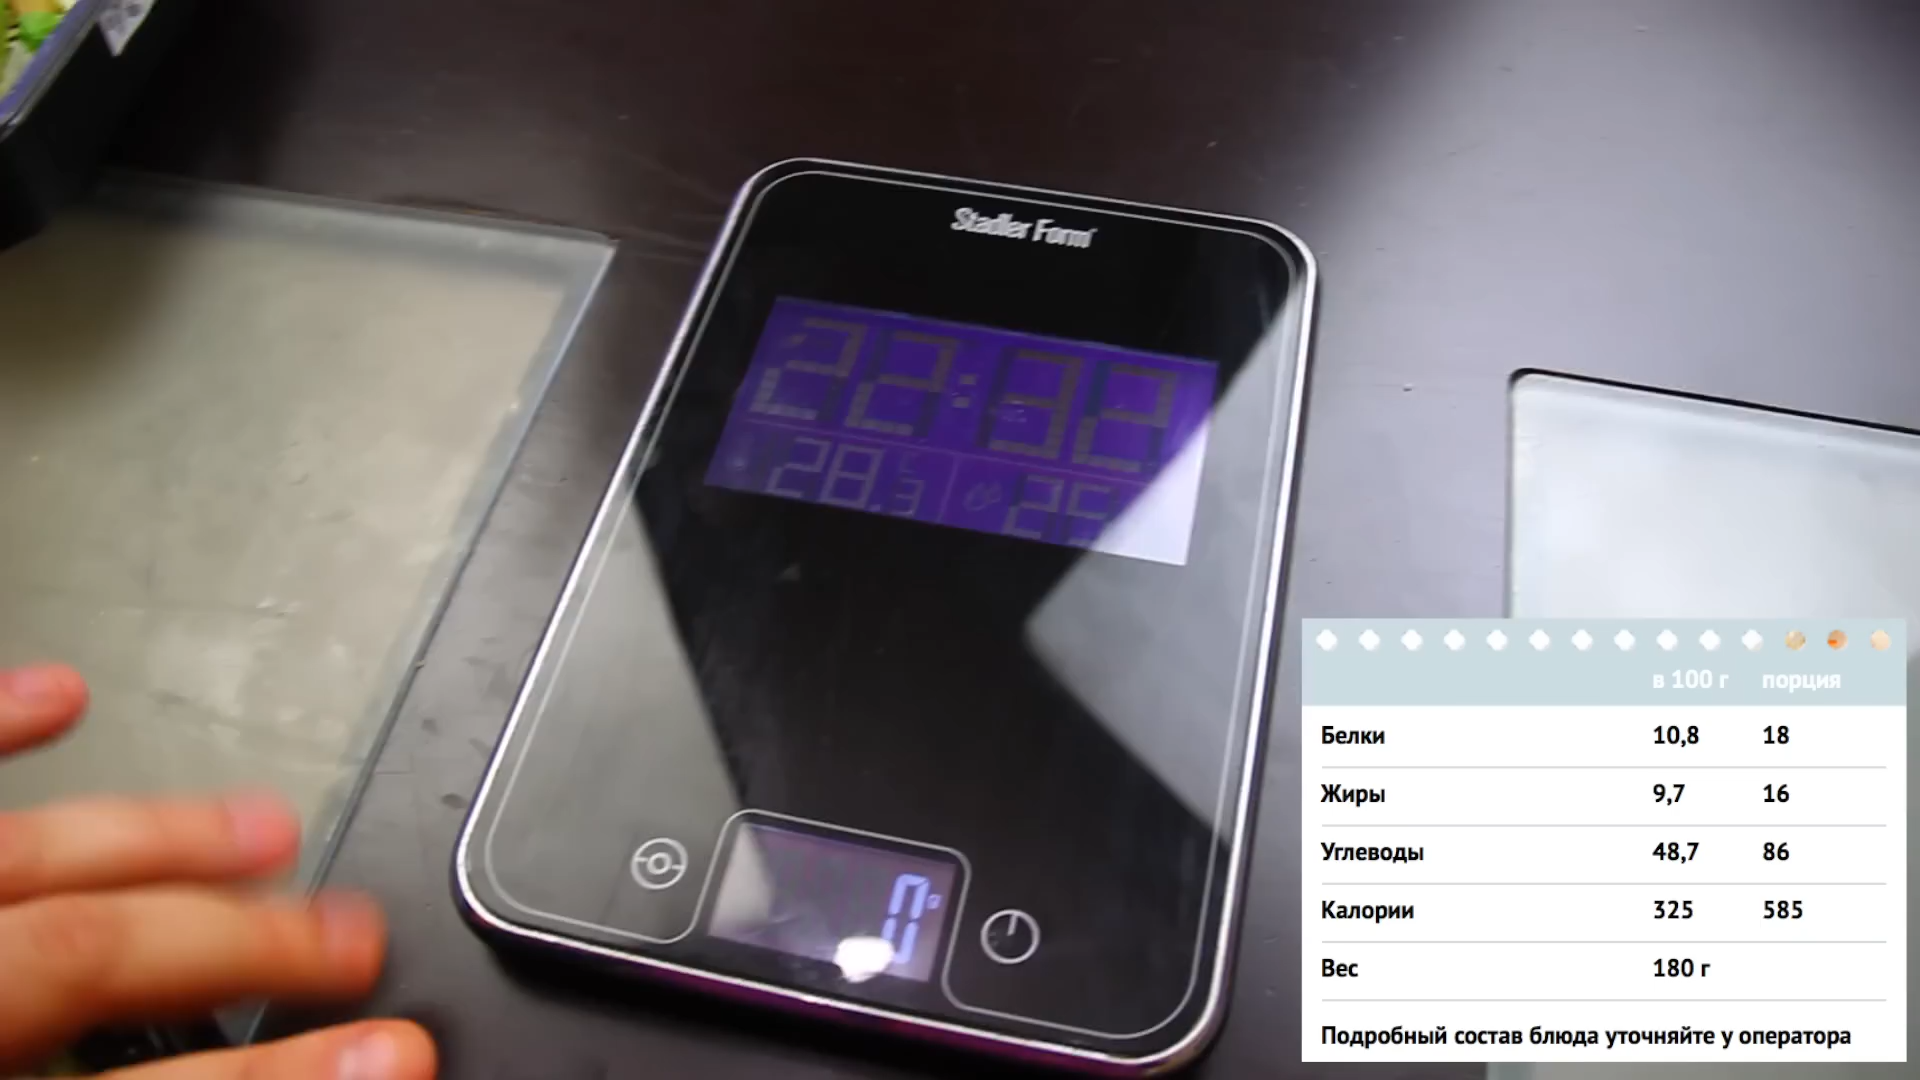 Stadler Form
22:32
28.3
25
0
в 100 г порция
Белки 10,8 18
Жиры 9,7 16
Углеводы 48,7 86
Калории 325 585
Вес 180 г
Подробный состав блюда уточняйте у оператора